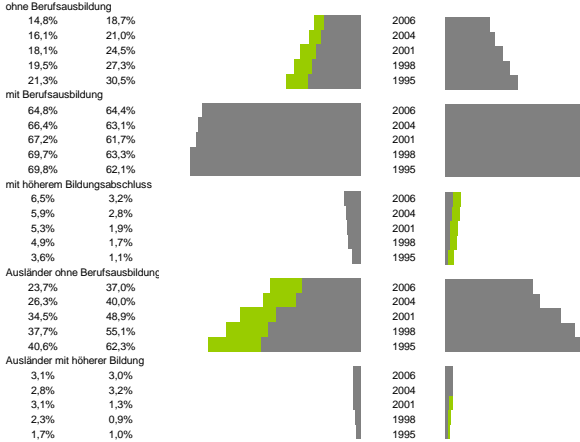 ohne Berufsausbildung
14,8% 18,7% 2006
16,1% 21,0% 2004
18,1% 24,5% 2001
19,5% 27,3% 1998
21,3% 30,5% 1995
mit Berufsausbildung
64,8% 64,4% 2006
66,4% 63,1% 2004
67,2% 61,7% 2001
69,7% 63,3% 1998
69,8% 62,1% 1995
mit höherem Bildungsabschluss
6,5% 3,2% 2006
5,9% 2,8% 2004
5,3% 1,9% 2001
4,9% 1,7% 1998
3,6% 1,1% 1995
Ausländer ohne Berufsausbildung
23,7% 37,0% 2006
26,3% 40,0% 2004
34,5% 48,9% 2001
37,7% 55,1% 1998
40,6% 62,3% 1995
Ausländer mit höherer Bildung
3,1% 3,0% 2006
2,8% 3,2% 2004
3,1% 1,3% 2001
2,3% 0,9% 1998
1,7% 1,0% 1995